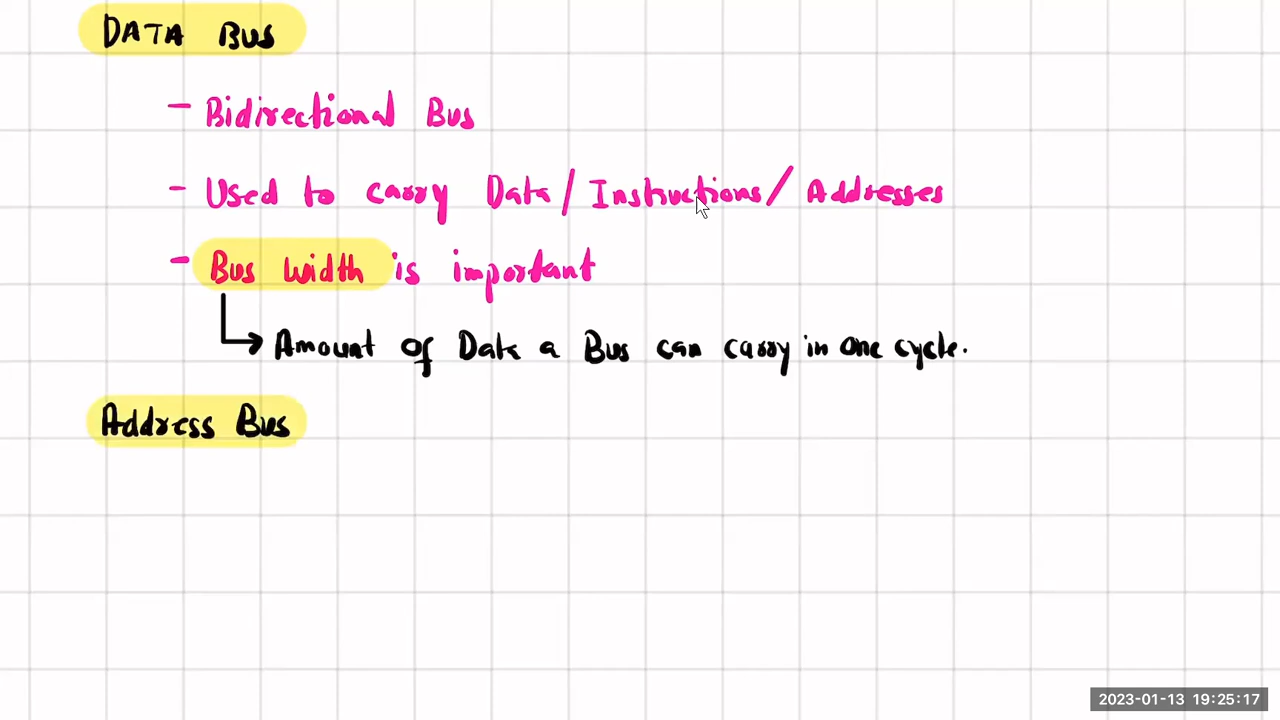 DATA BUS
- Bidirectional Bus
- Used to carry Data / Instructions / Addresses
- Bus width is important
Amount of Data a Bus can carry in one cycle.
Address Bus
2023-01-13 19:25:17